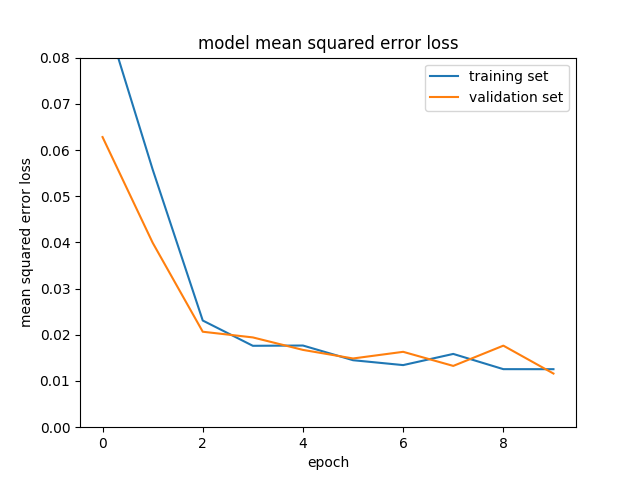 model mean squared error loss
training set
validation set
mean squared error loss
0.08
0.07
0.06
0.05
0.04
0.03
0.02
0.01
0.00
0 2 4 6 8
epoch